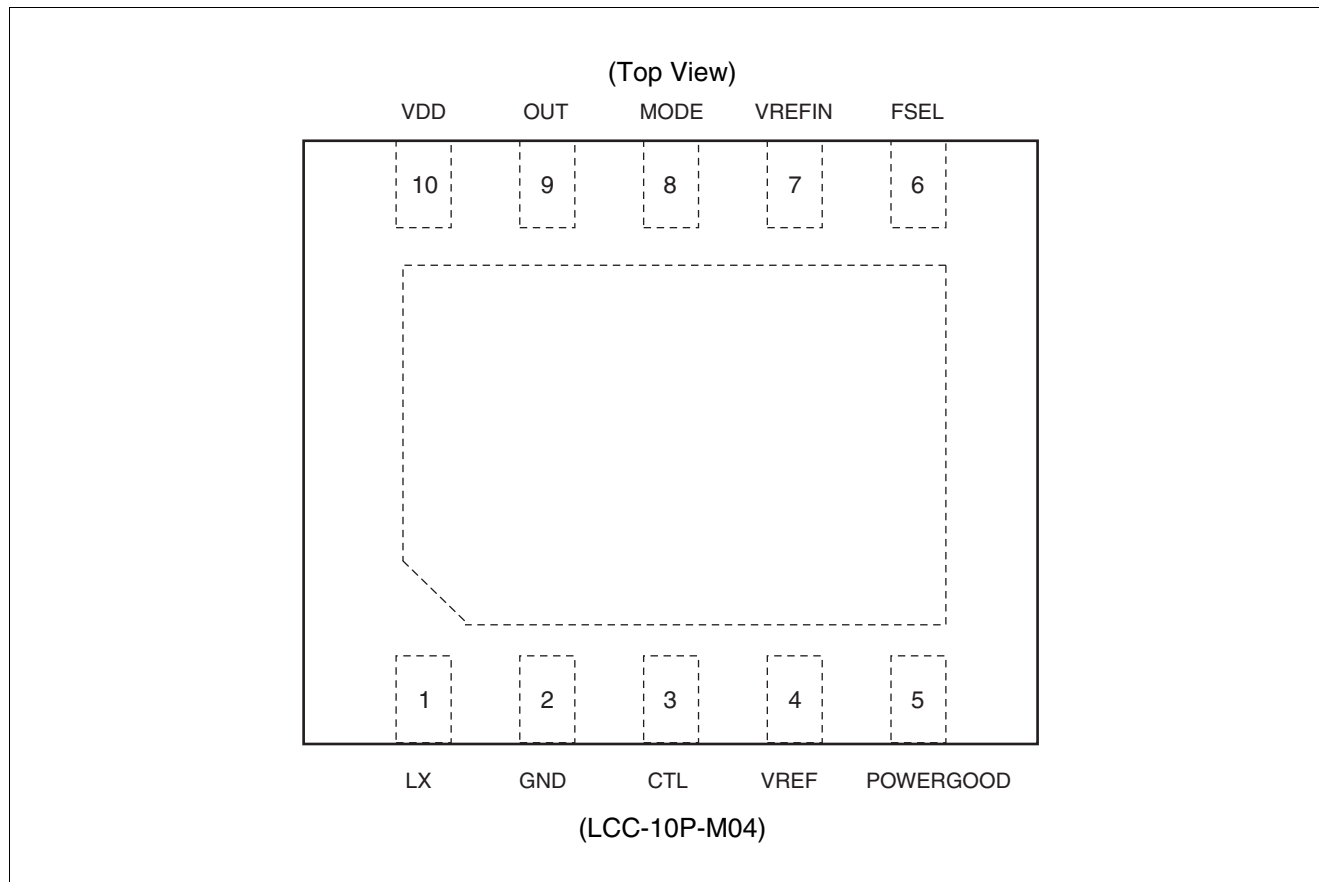 (Top View)
VDD OUT MODE VREFIN FSEL
10 9 8 7 6
1 2 3 4 5
LX GND CTL VREF POWERGOOD
(LCC-10P-M04)